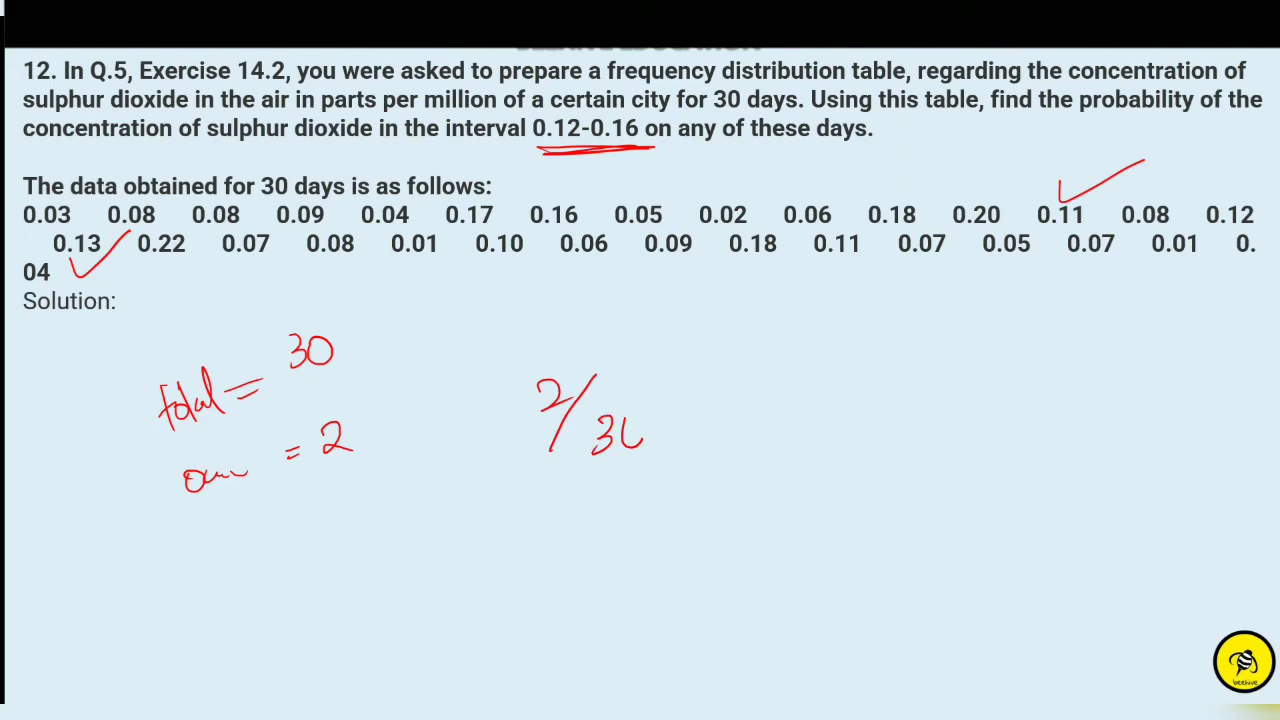 12. In Q.5, Exercise 14.2, you were asked to prepare a frequency distribution table, regarding the concentration of
sulphur dioxide in the air in parts per million of a certain city for 30 days. Using this table, find the probability of the
concentration of sulphur dioxide in the interval 0.12-0.16 on any of these days.
The data obtained for 30 days is as follows:
0.03 0.08 0.08 0.09 0.04 0.17 0.16 0.05 0.02 0.06 0.18 0.20 0.11 0.08 0.12
0.13 0.22 0.07 0.08 0.01 0.10 0.06 0.09 0.18 0.11 0.07 0.05 0.07 0.01 0.
04
Solution:
total = 30
= 2
2/30
beehive